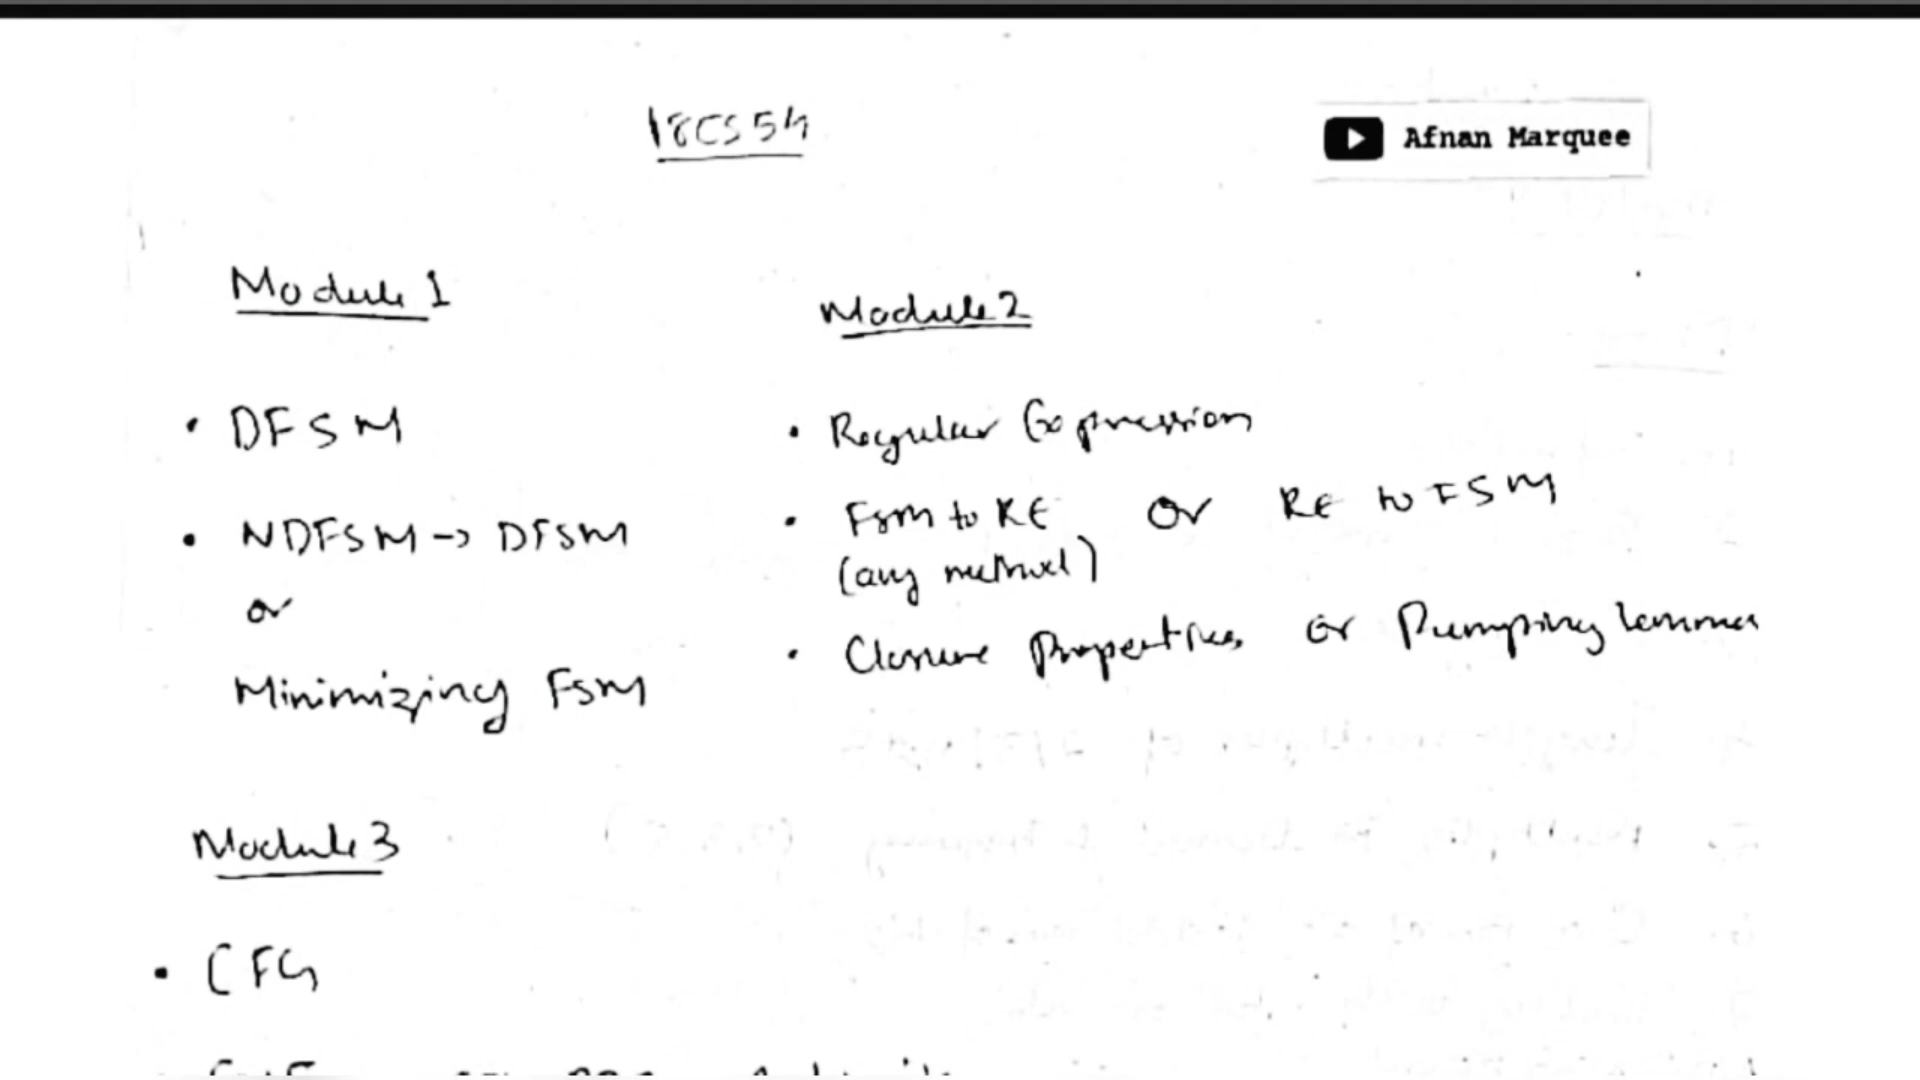 18CS54
Afnan Marquee
Module 1
• DFSM
• NDFSM -> DFSM
or
Minimizing FSM
Module 2
• Regular Expression
• FSM to RE or RE to FSM
(any method)
• Closure Properties or Pumping lemma
Module 3
• CFG